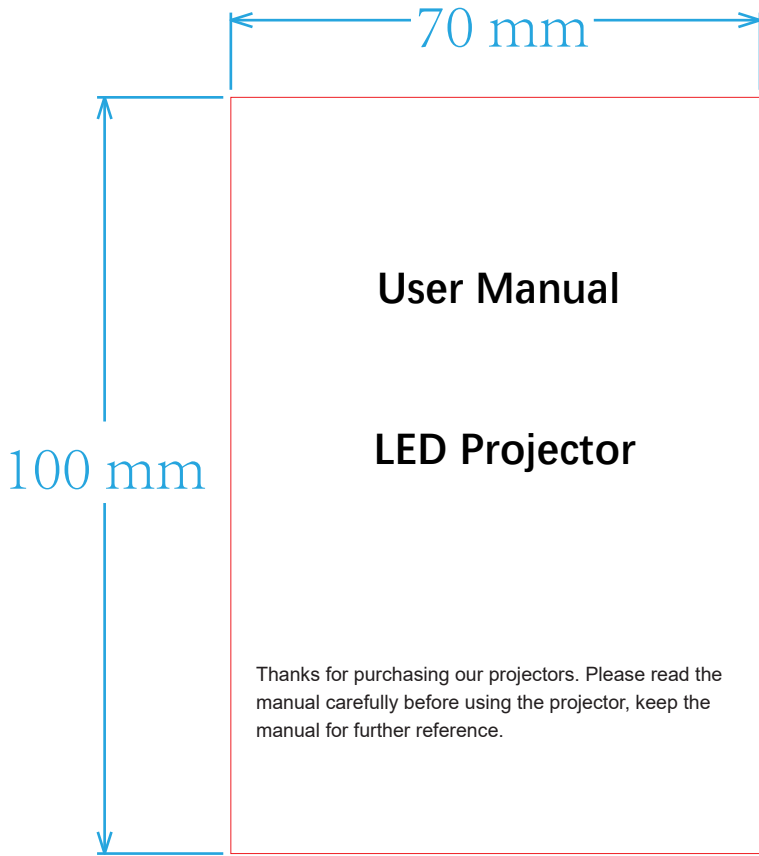 70 mm
User Manual
LED Projector
100 mm
Thanks for purchasing our projectors. Please read the
manual carefully before using the projector, keep the
manual for further reference.